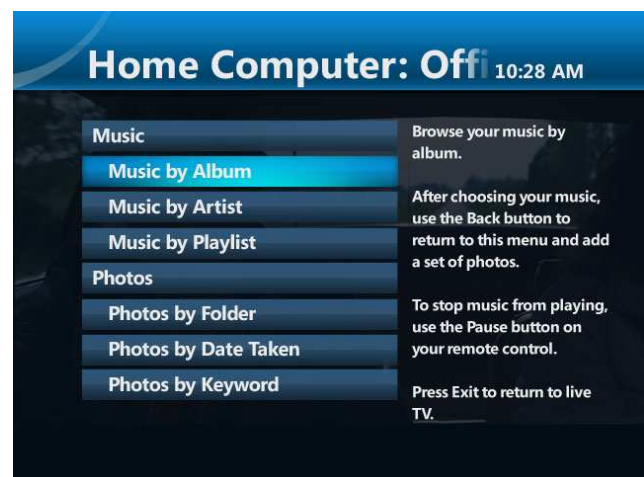 Home Computer: Offi 10:28 AM
Music
Music by Album
Music by Artist
Music by Playlist
Photos
Photos by Folder
Photos by Date Taken
Photos by Keyword
Browse your music by
album.
After choosing your music,
use the Back button to
return to this menu and add
a set of photos.
To stop music from playing,
use the Pause button on
your remote control.
Press Exit to return to live
TV.